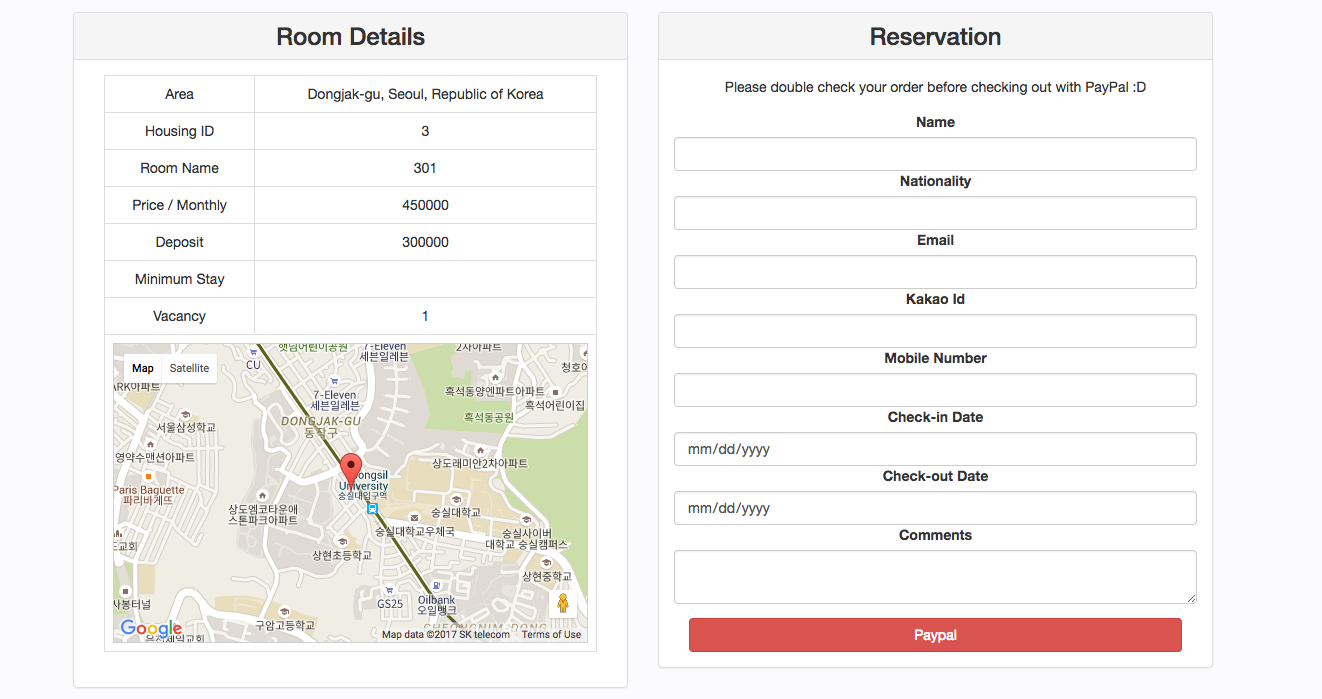 Room Details
Area
Dongjak-gu, Seoul, Republic of Korea
Housing ID
3
Room Name
301
Price / Monthly
450000
Deposit
300000
Minimum Stay
Vacancy
1
Map
Satellite
CU
7-Eleven
세븐일레븐
2차아파트
ARK아파트
7-Eleven
세븐일레븐
흑석동양엔파트아파트
흑석어린이집
흑석동공원
DONGJAK-GU
동작구
서울삼성학교
영약수맨션아파트
상도래미안2차아파트
Paris Baguette
파리바게뜨
ongsil
University
숭실대입구역
상도엠코타운애
스톤파크아파트
숭실대학교
숭실대학교우체국
숭실사이버
대학교 숭실캠퍼스
상현초등학교
상현중학교
사봉터널
GS25
Oilbank
오일뱅크
구암고등학교
CHEONGNIM-DONG
Google
Map data ©2017 SK telecom
Terms of Use
Reservation
Please double check your order before checking out with PayPal :D
Name
Nationality
Email
Kakao Id
Mobile Number
Check-in Date
mm/dd/yyyy
Check-out Date
mm/dd/yyyy
Comments
Paypal